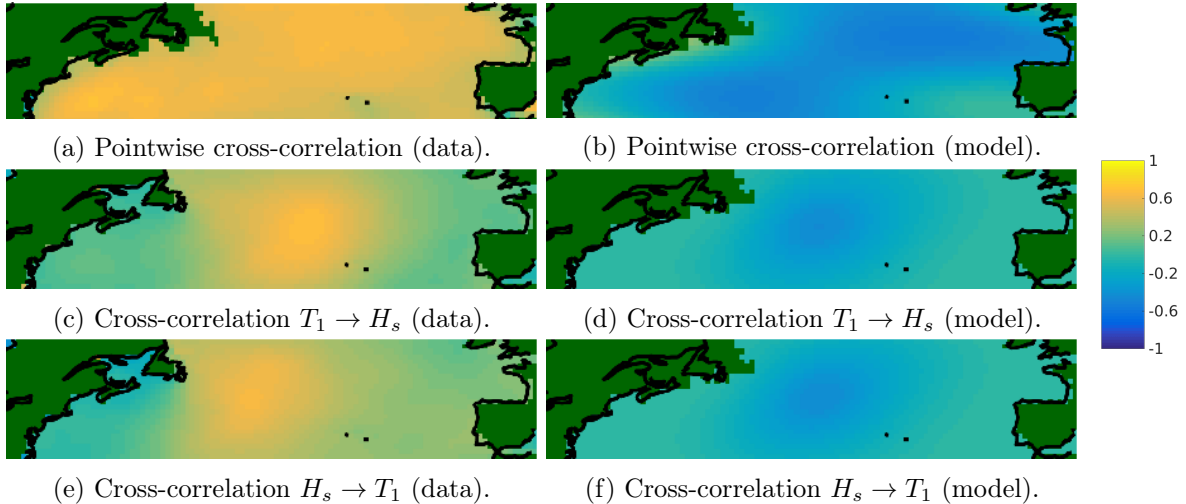 (a) Pointwise cross-correlation (data).
(b) Pointwise cross-correlation (model).
(c) Cross-correlation T₁ → Hₛ (data).
(d) Cross-correlation T₁ → Hₛ (model).
(e) Cross-correlation Hₛ → T₁ (data).
(f) Cross-correlation Hₛ → T₁ (model).
1
0.6
0.2
-0.2
-0.6
-1